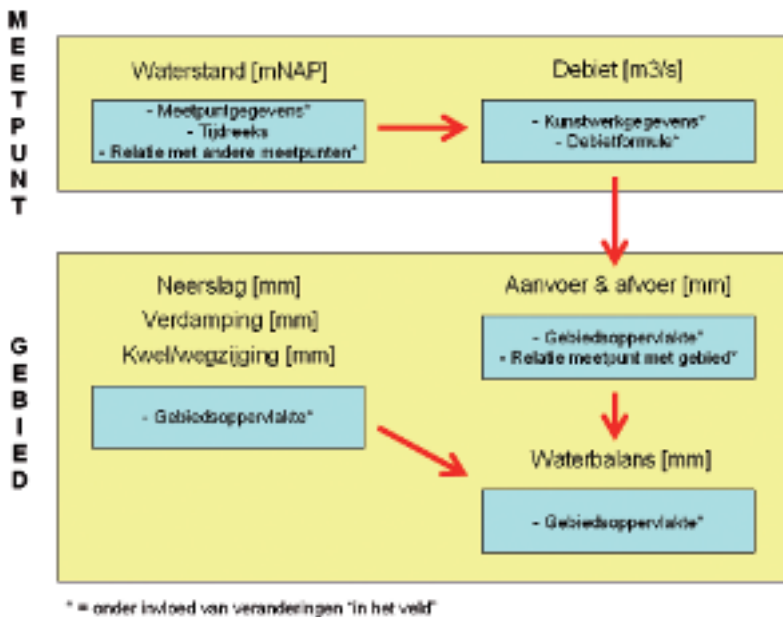 MEETPUNT
Waterstand [mNAP]
- Meetpuntgegevens*
- Tijdreeks
- Relatie met andere meetpunten*
Debiet [m3/s]
- Kunstwerkgegevens*
- Debietformule*
GEBIED
Neerslag [mm]
Verdamping [mm]
Kwel/wegzijging [mm]
- Gebiedsoppervlakte*
Aanvoer & afvoer [mm]
- Gebiedsoppervlakte*
- Relatie meetpunt met gebied*
Waterbalans [mm]
- Gebiedsoppervlakte*
* = onder invloed van veranderingen "in het veld"